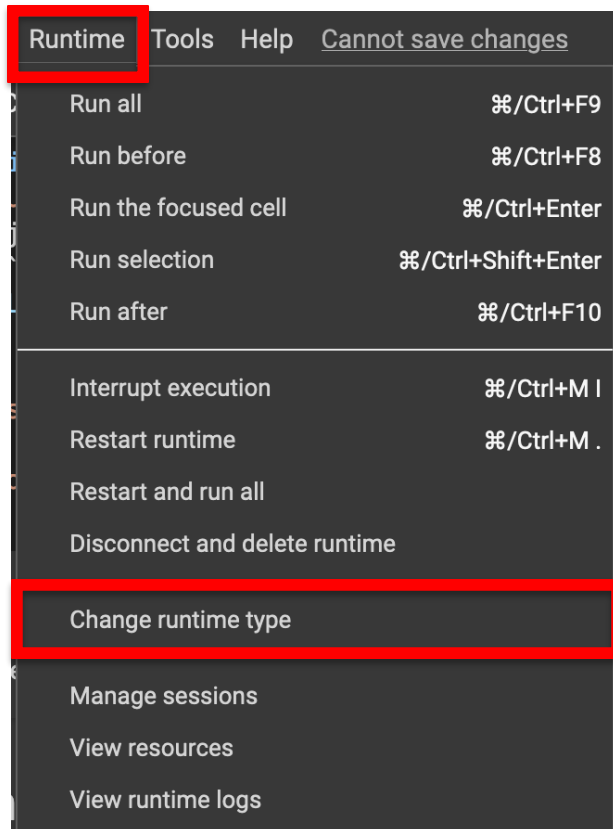 Runtime Tools Help Cannot save changes
Run all ⌘/Ctrl+F9
Run before ⌘/Ctrl+F8
Run the focused cell ⌘/Ctrl+Enter
Run selection ⌘/Ctrl+Shift+Enter
Run after ⌘/Ctrl+F10
Interrupt execution ⌘/Ctrl+M I
Restart runtime ⌘/Ctrl+M .
Restart and run all
Disconnect and delete runtime
Change runtime type
Manage sessions
View resources
View runtime logs